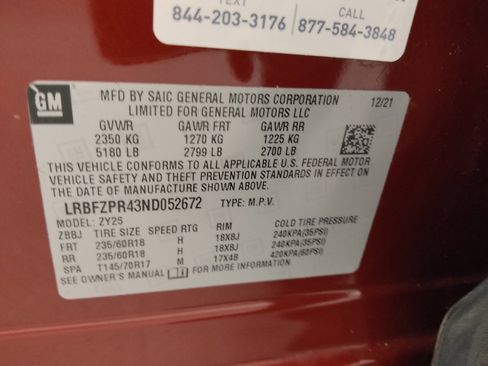 TEXT
844-203-3176
CALL
877-584-3848
GM
MFD BY SAIC GENERAL MOTORS CORPORATION
12/21
LIMITED FOR GENERAL MOTORS LLC
GVWR GAWR FRT GAWR RR
2350 KG 1270 KG 1225 KG
5180 LB 2799 LB 2700 LB
THIS VEHICLE CONFORMS TO ALL APPLICABLE U.S. FEDERAL MOTOR
VEHICLE SAFETY AND THEFT PREVENTION STANDARDS IN EFFECT ON
THE DATE OF MANUFACTURE SHOWN ABOVE.
LRBFZPR43ND052672 TYPE: M.P.V.
MODEL: ZY26
ZBBJ TIRE SIZE SPEED RTG RIM COLD TIRE PRESSURE
FRT 235/60R18 H 18X8J 240KPA(35PSI)
RR 235/60R18 H 18X8J 240KPA(35PSI)
SPA T145/70R17 M 17X4B 420KPA(60PSI)
SEE OWNER'S MANUAL FOR MORE INFORMATION.